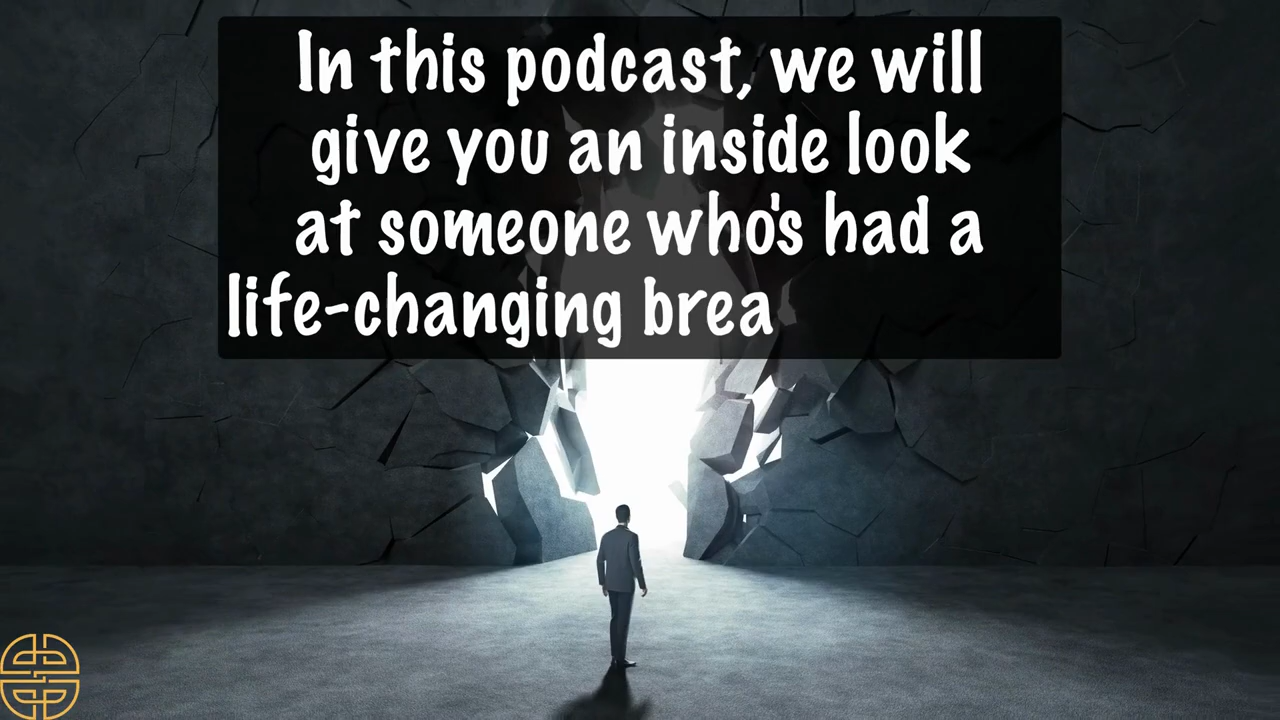 In this podcast, we will
give you an inside look
at someone who's had a
life-changing brea